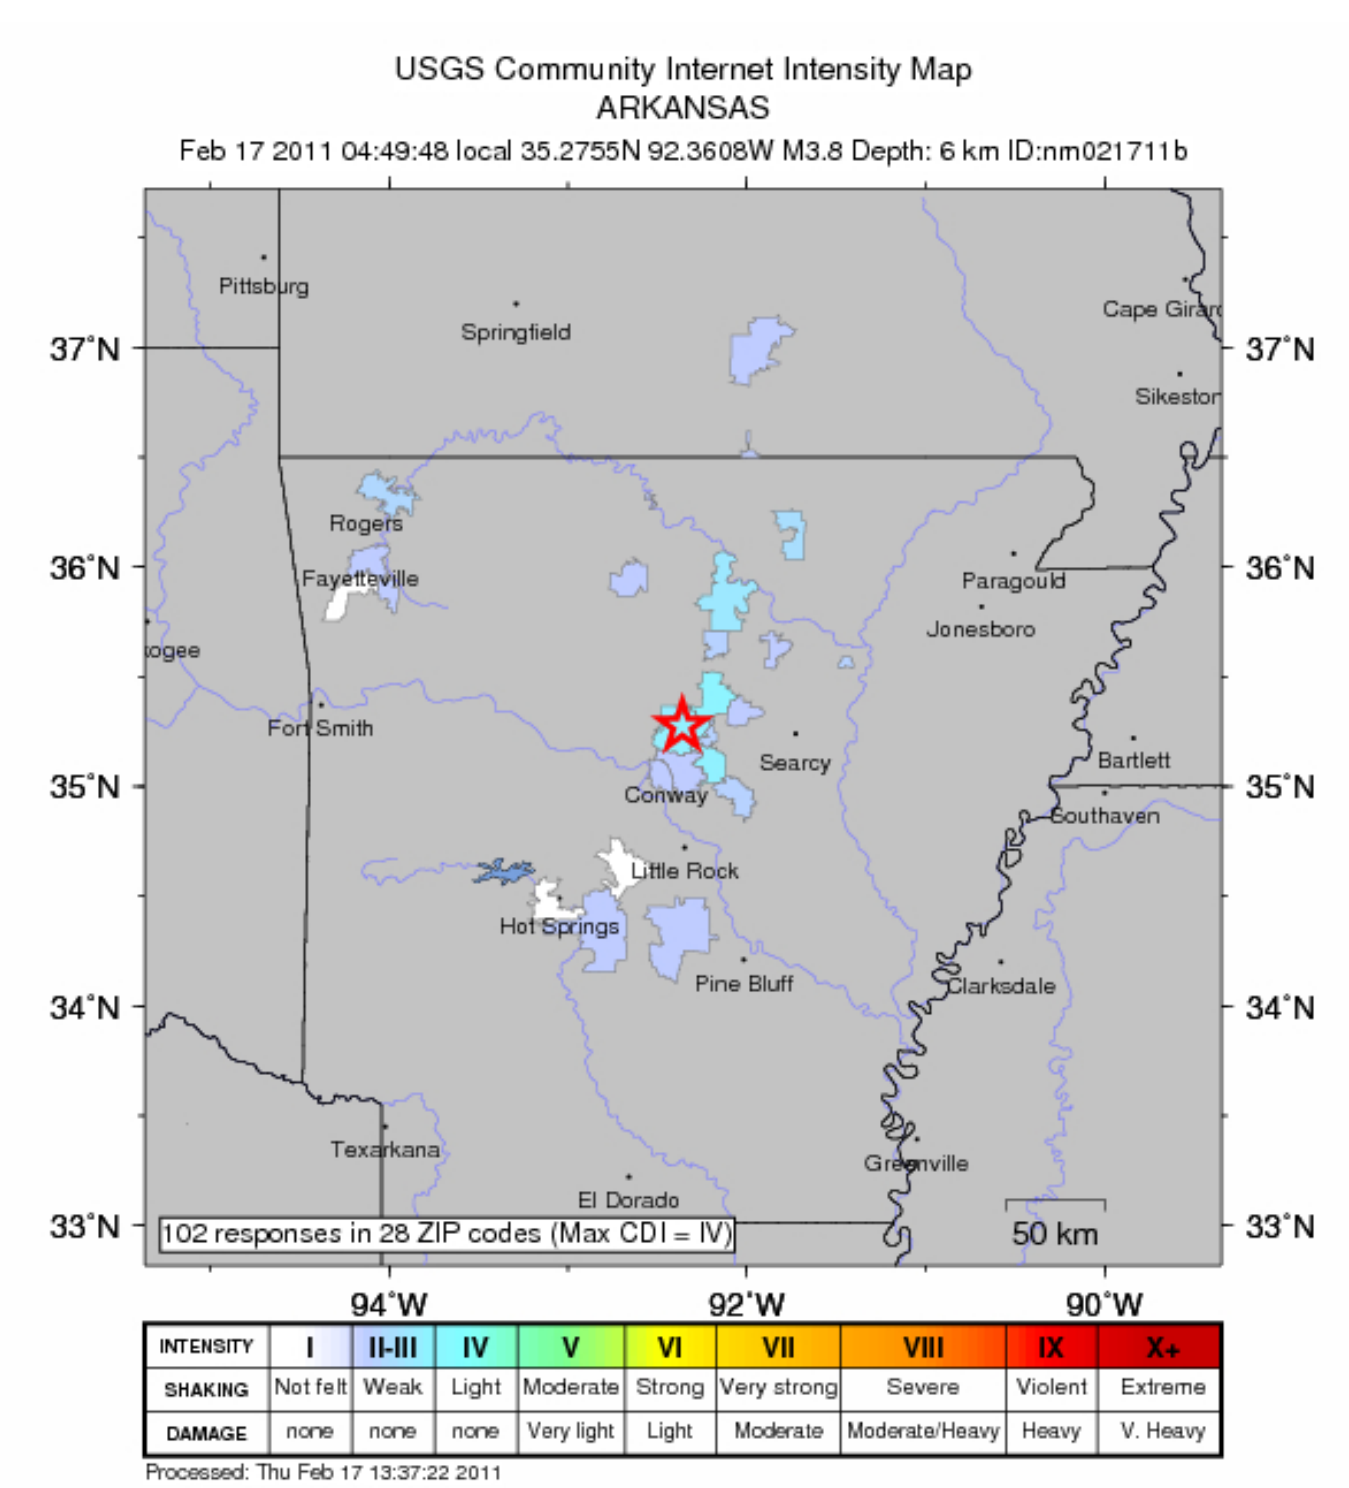 USGS Community Internet Intensity Map
ARKANSAS
Feb 17 2011 04:49:48 local 35.2755N 92.3608W M3.8 Depth: 6 km ID:nm021711b
Pittsburg
Cape Girard
Springfield
37˚N
37˚N
Sikeston
Rogers
36˚N
36˚N
Fayetteville
Paragould
Jonesboro
kogee
Fort Smith
Searcy
Bartlett
35˚N
35˚N
Conway
Southaven
Little Rock
Hot Springs
Pine Bluff
Clarksdale
34˚N
34˚N
Texarkana
Greenville
El Dorado
33˚N
102 responses in 28 ZIP codes (Max CDI = IV)
50 km
33˚N
94˚W 92˚W 90˚W
INTENSITY I II-III IV V VI VII VIII IX X+
SHAKING Not felt Weak Light Moderate Strong Very strong Severe Violent Extreme
DAMAGE none none none Very light Light Moderate Moderate/Heavy Heavy V. Heavy
Processed: Thu Feb 17 13:37:22 2011